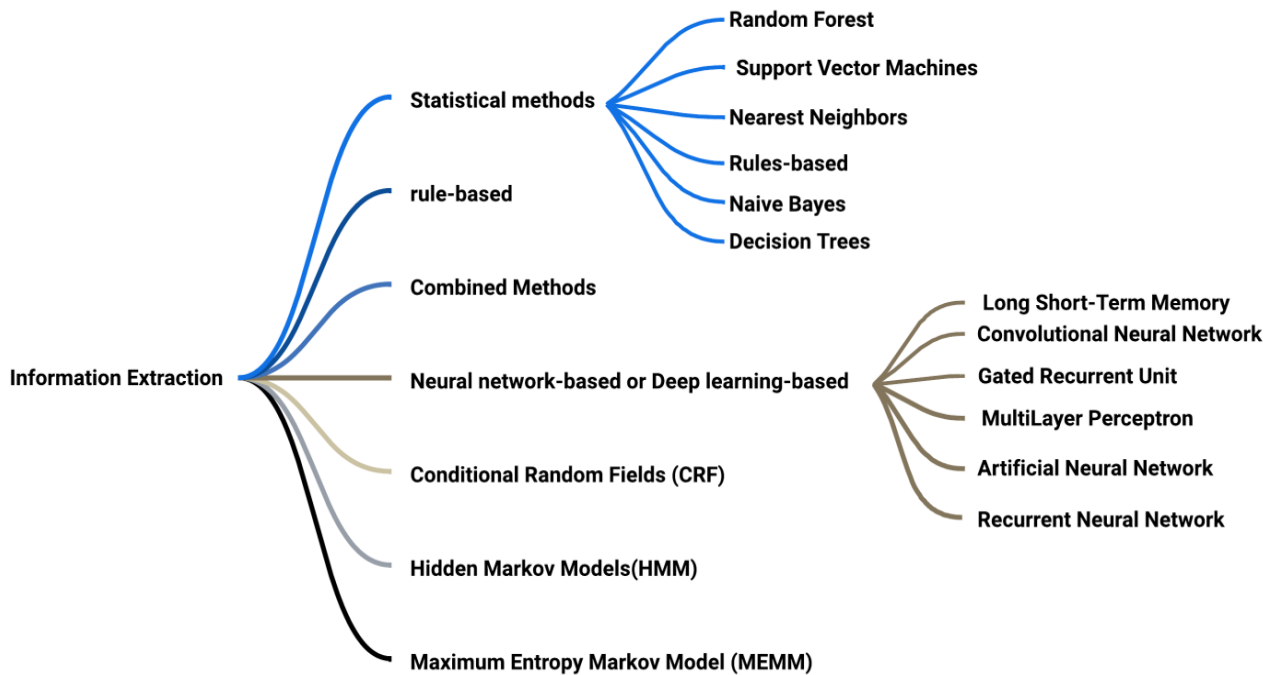 Information Extraction
Statistical methods
Random Forest
Support Vector Machines
Nearest Neighbors
Rules-based
Naive Bayes
Decision Trees
rule-based
Combined Methods
Neural network-based or Deep learning-based
Long Short-Term Memory
Convolutional Neural Network
Gated Recurrent Unit
MultiLayer Perceptron
Artificial Neural Network
Recurrent Neural Network
Conditional Random Fields (CRF)
Hidden Markov Models(HMM)
Maximum Entropy Markov Model (MEMM)